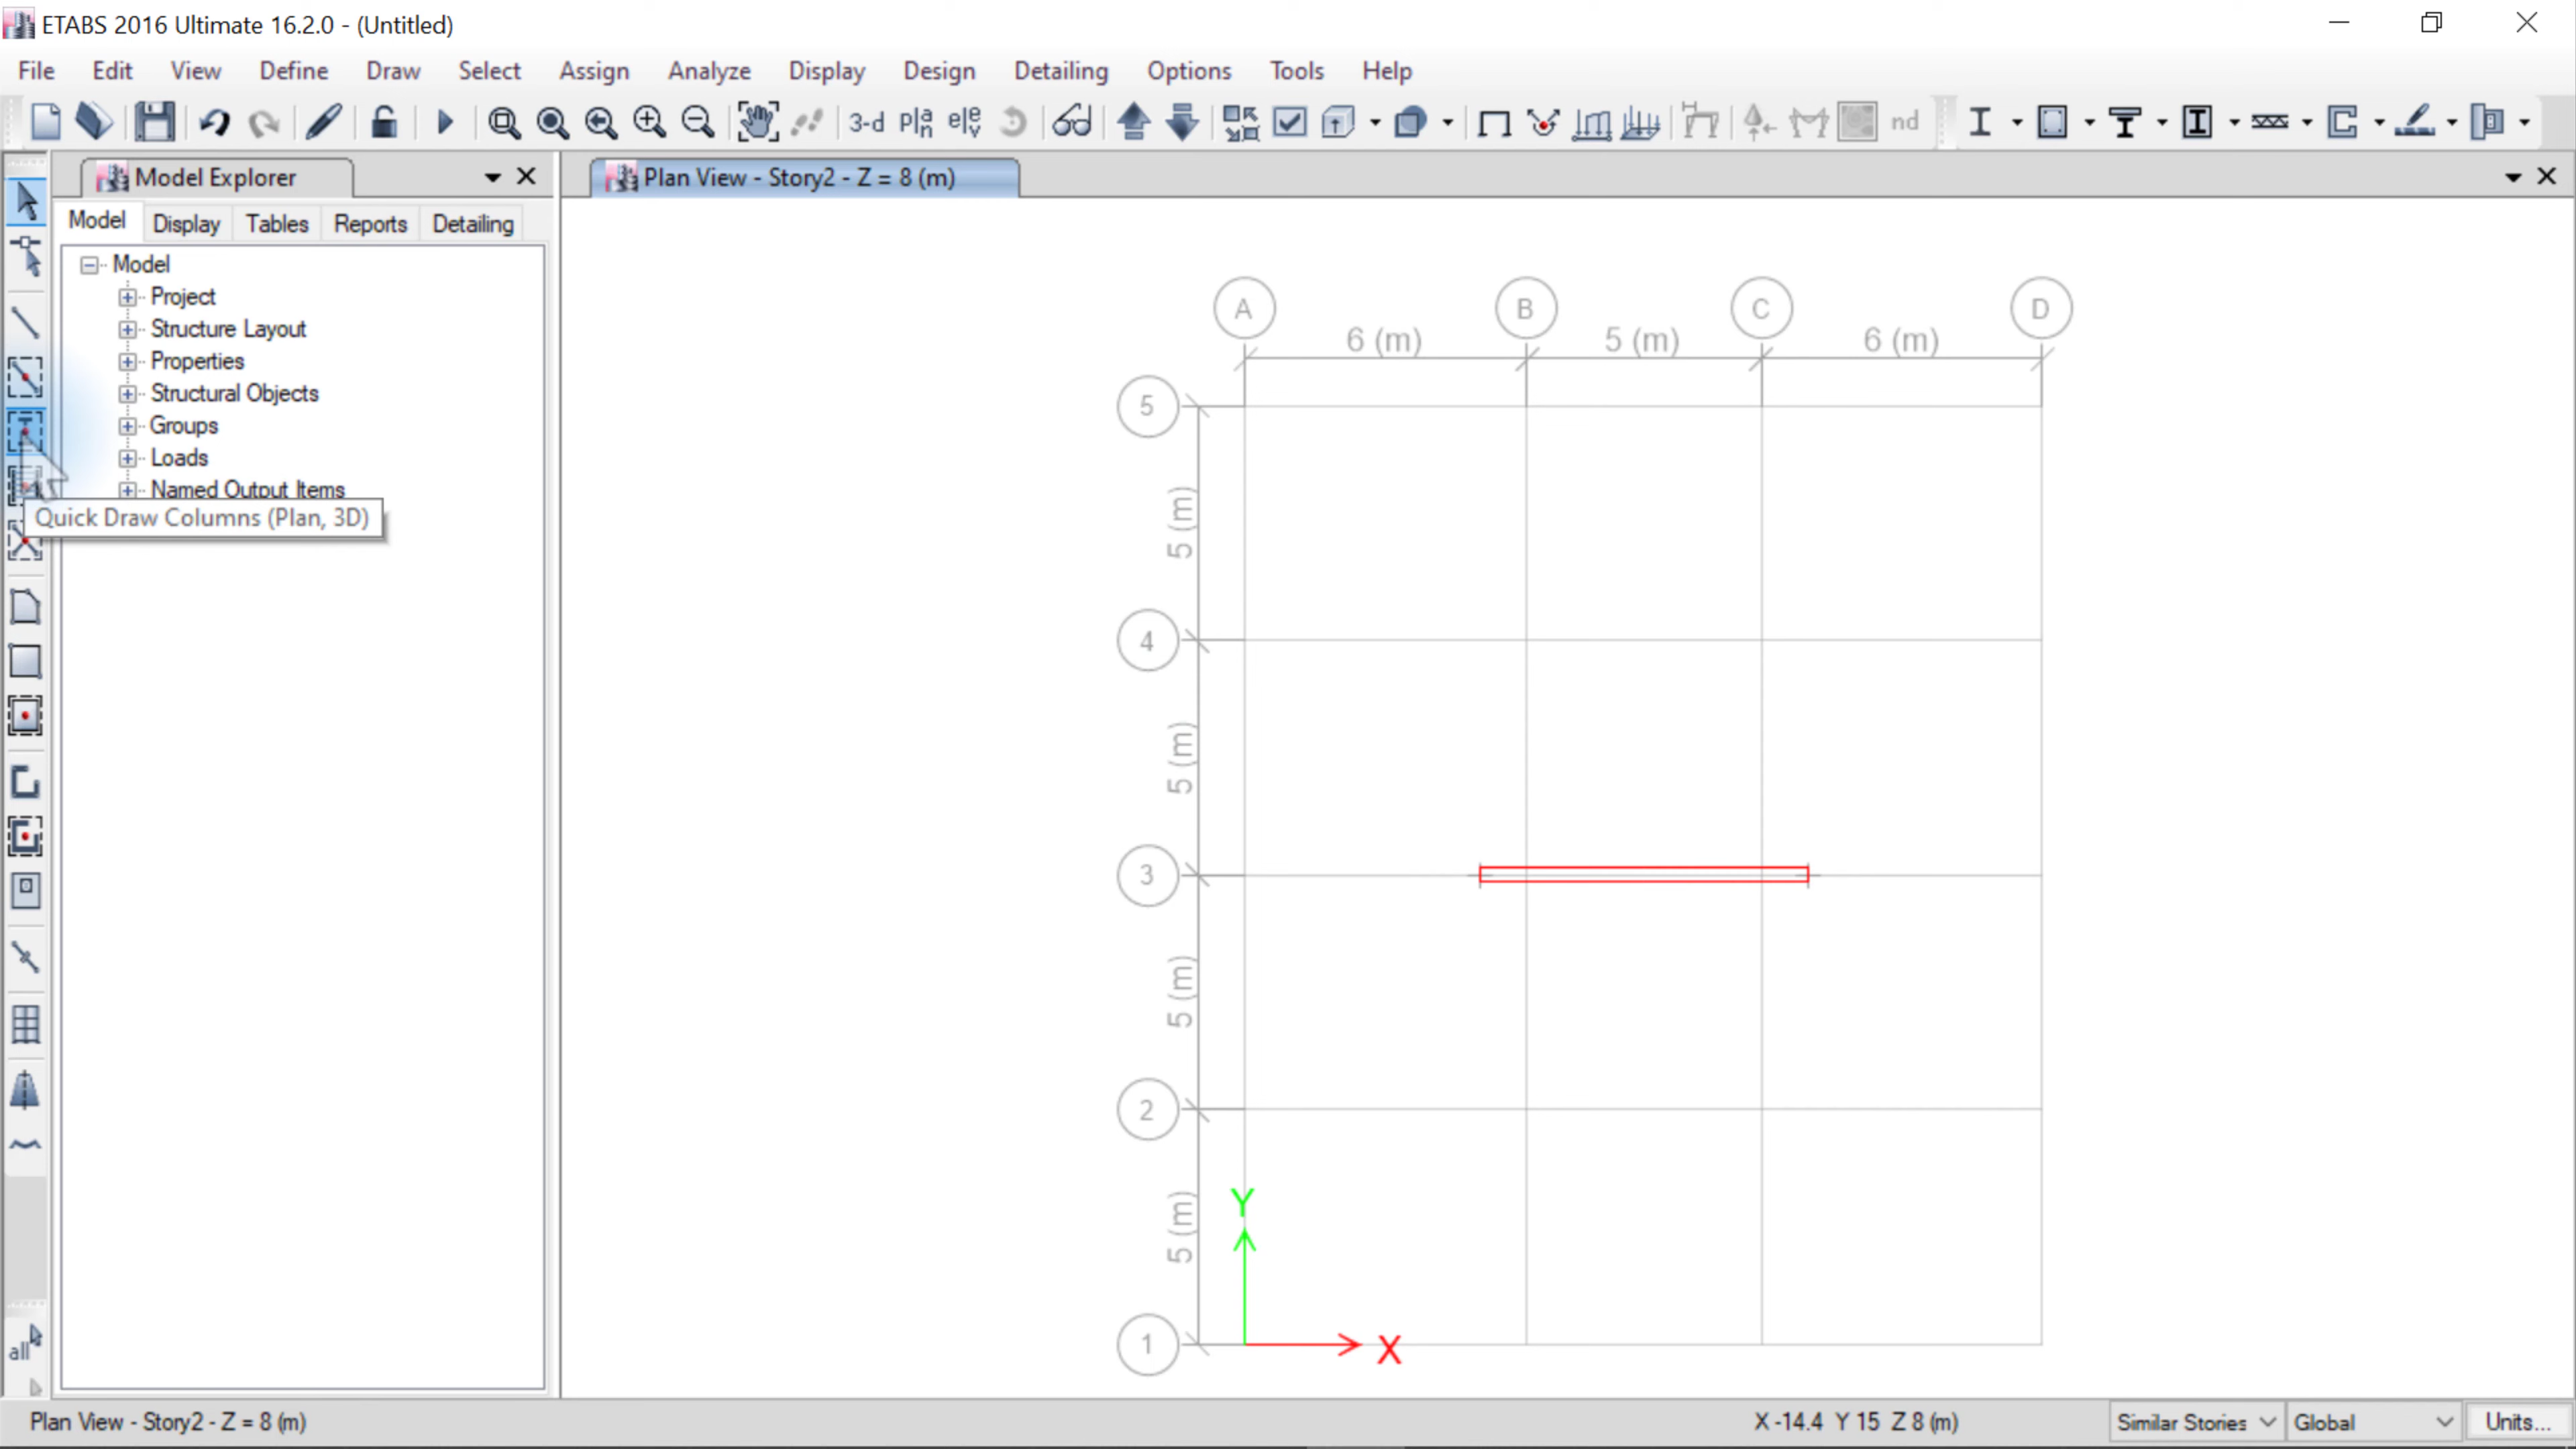 ETABS 2016 Ultimate 16.2.0 - (Untitled)
File Edit View Define Draw Select Assign Analyze Display Design Detailing Options Tools Help
3-d pla n ele v nd
Model Explorer
Plan View - Story2 - Z = 8 (m)
Model Display Tables Reports Detailing
Model
Project
Structure Layout
Properties
Structural Objects
Groups
Loads
Named Output Items
Quick Draw Columns (Plan, 3D)
all
A B C D
6 (m) 5 (m) 6 (m)
5
5 (m)
4
5 (m)
3
5 (m)
2
5 (m)
1
Y
X
Plan View - Story2 - Z = 8 (m)
X -14.4 Y 15 Z 8 (m)
Similar Stories
Global
Units...